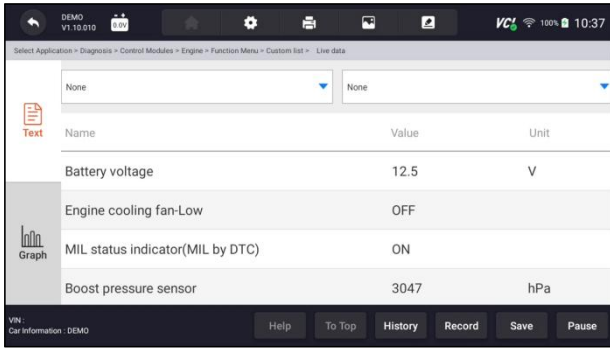 DEMO
V1.10.010
0.0V
VC! 100% 10:37
Select Application > Diagnosis > Control Modules > Engine > Function Menu > Custom list > Live data
None None
Text
Name Value Unit
Battery voltage 12.5 V
Engine cooling fan-Low OFF
Graph
MIL status indicator(MIL by DTC) ON
Boost pressure sensor 3047 hPa
VIN :
Car Information : DEMO
Help To Top History Record Save Pause